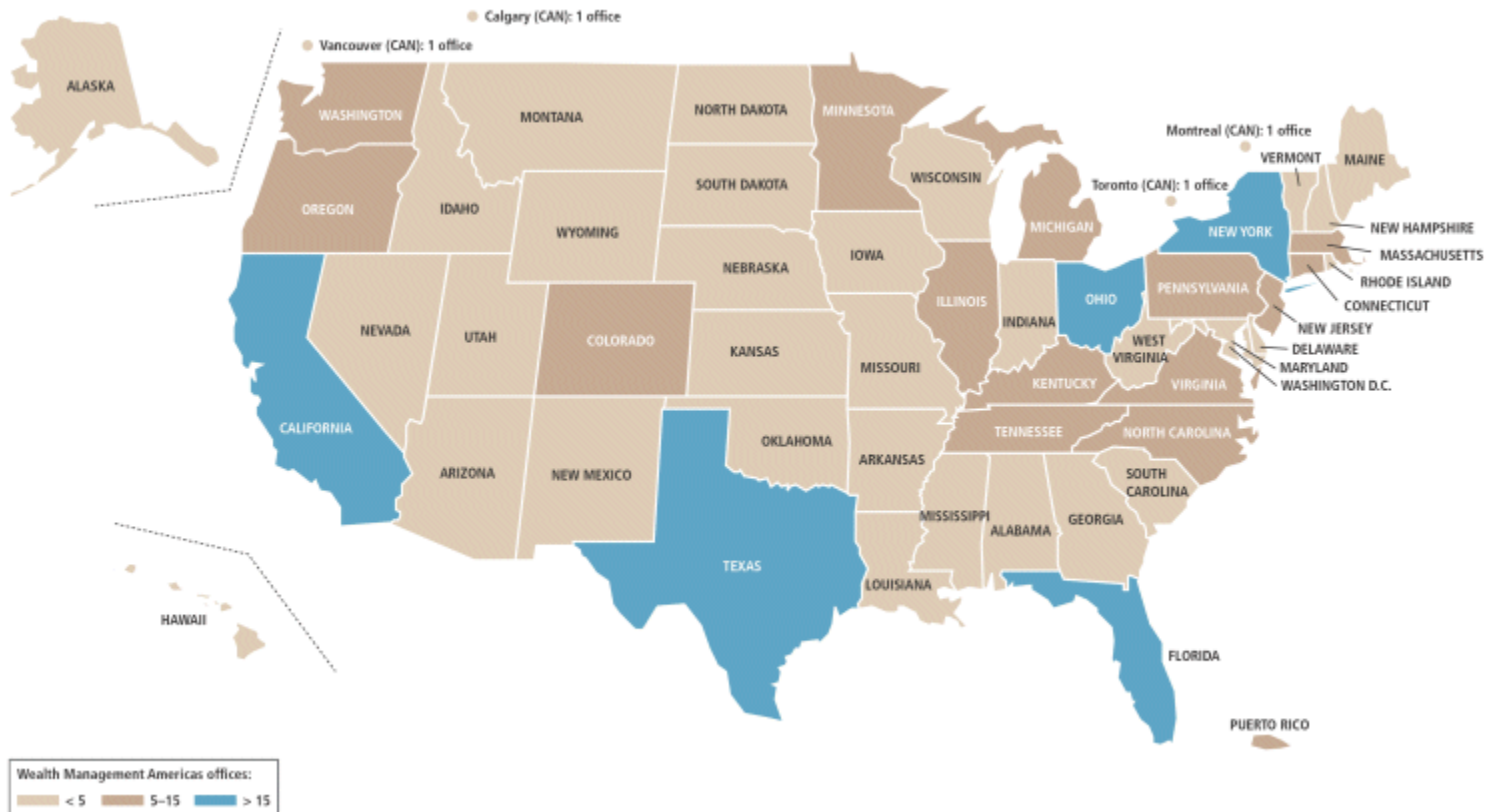 Calgary (CAN): 1 office
Vancouver (CAN): 1 office
ALASKA
WASHINGTON
MONTANA
NORTH DAKOTA
MINNESOTA
Montreal (CAN): 1 office
VERMONT
MAINE
OREGON
IDAHO
SOUTH DAKOTA
WISCONSIN
Toronto (CAN): 1 office
WYOMING
MICHIGAN
NEW YORK
NEW HAMPSHIRE
MASSACHUSETTS
RHODE ISLAND
CONNECTICUT
NEBRASKA
IOWA
ILLINOIS
INDIANA
OHIO
PENNSYLVANIA
NEW JERSEY
DELAWARE
MARYLAND
WASHINGTON D.C.
NEVADA
UTAH
COLORADO
KANSAS
MISSOURI
WEST
VIRGINIA
KENTUCKY
VIRGINIA
CALIFORNIA
ARIZONA
NEW MEXICO
OKLAHOMA
ARKANSAS
TENNESSEE
NORTH CAROLINA
SOUTH
CAROLINA
MISSISSIPPI
ALABAMA
GEORGIA
TEXAS
LOUISIANA
HAWAII
FLORIDA
PUERTO RICO
Wealth Management Americas offices:
< 5
5–15
> 15